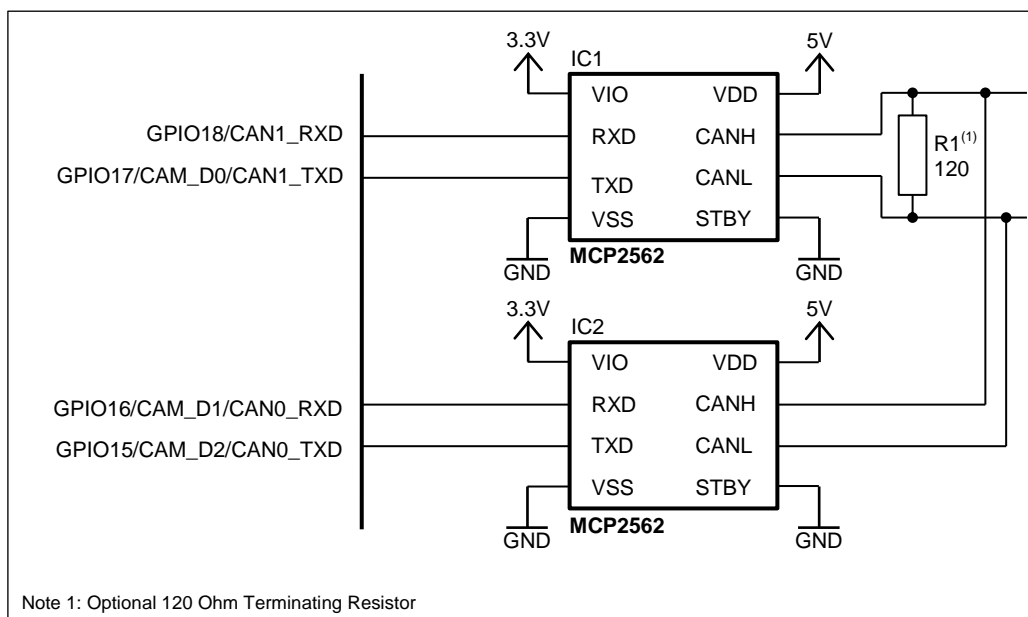 3.3V
5V
IC1
VIO
VDD
GPIO18/CAN1_RXD
RXD
CANH
R1(1)
120
GPIO17/CAM_D0/CAN1_TXD
TXD
CANL
VSS
STBY
MCP2562
GND
GND
3.3V
5V
IC2
VIO
VDD
GPIO16/CAM_D1/CAN0_RXD
RXD
CANH
GPIO15/CAM_D2/CAN0_TXD
TXD
CANL
VSS
STBY
MCP2562
GND
GND
Note 1: Optional 120 Ohm Terminating Resistor